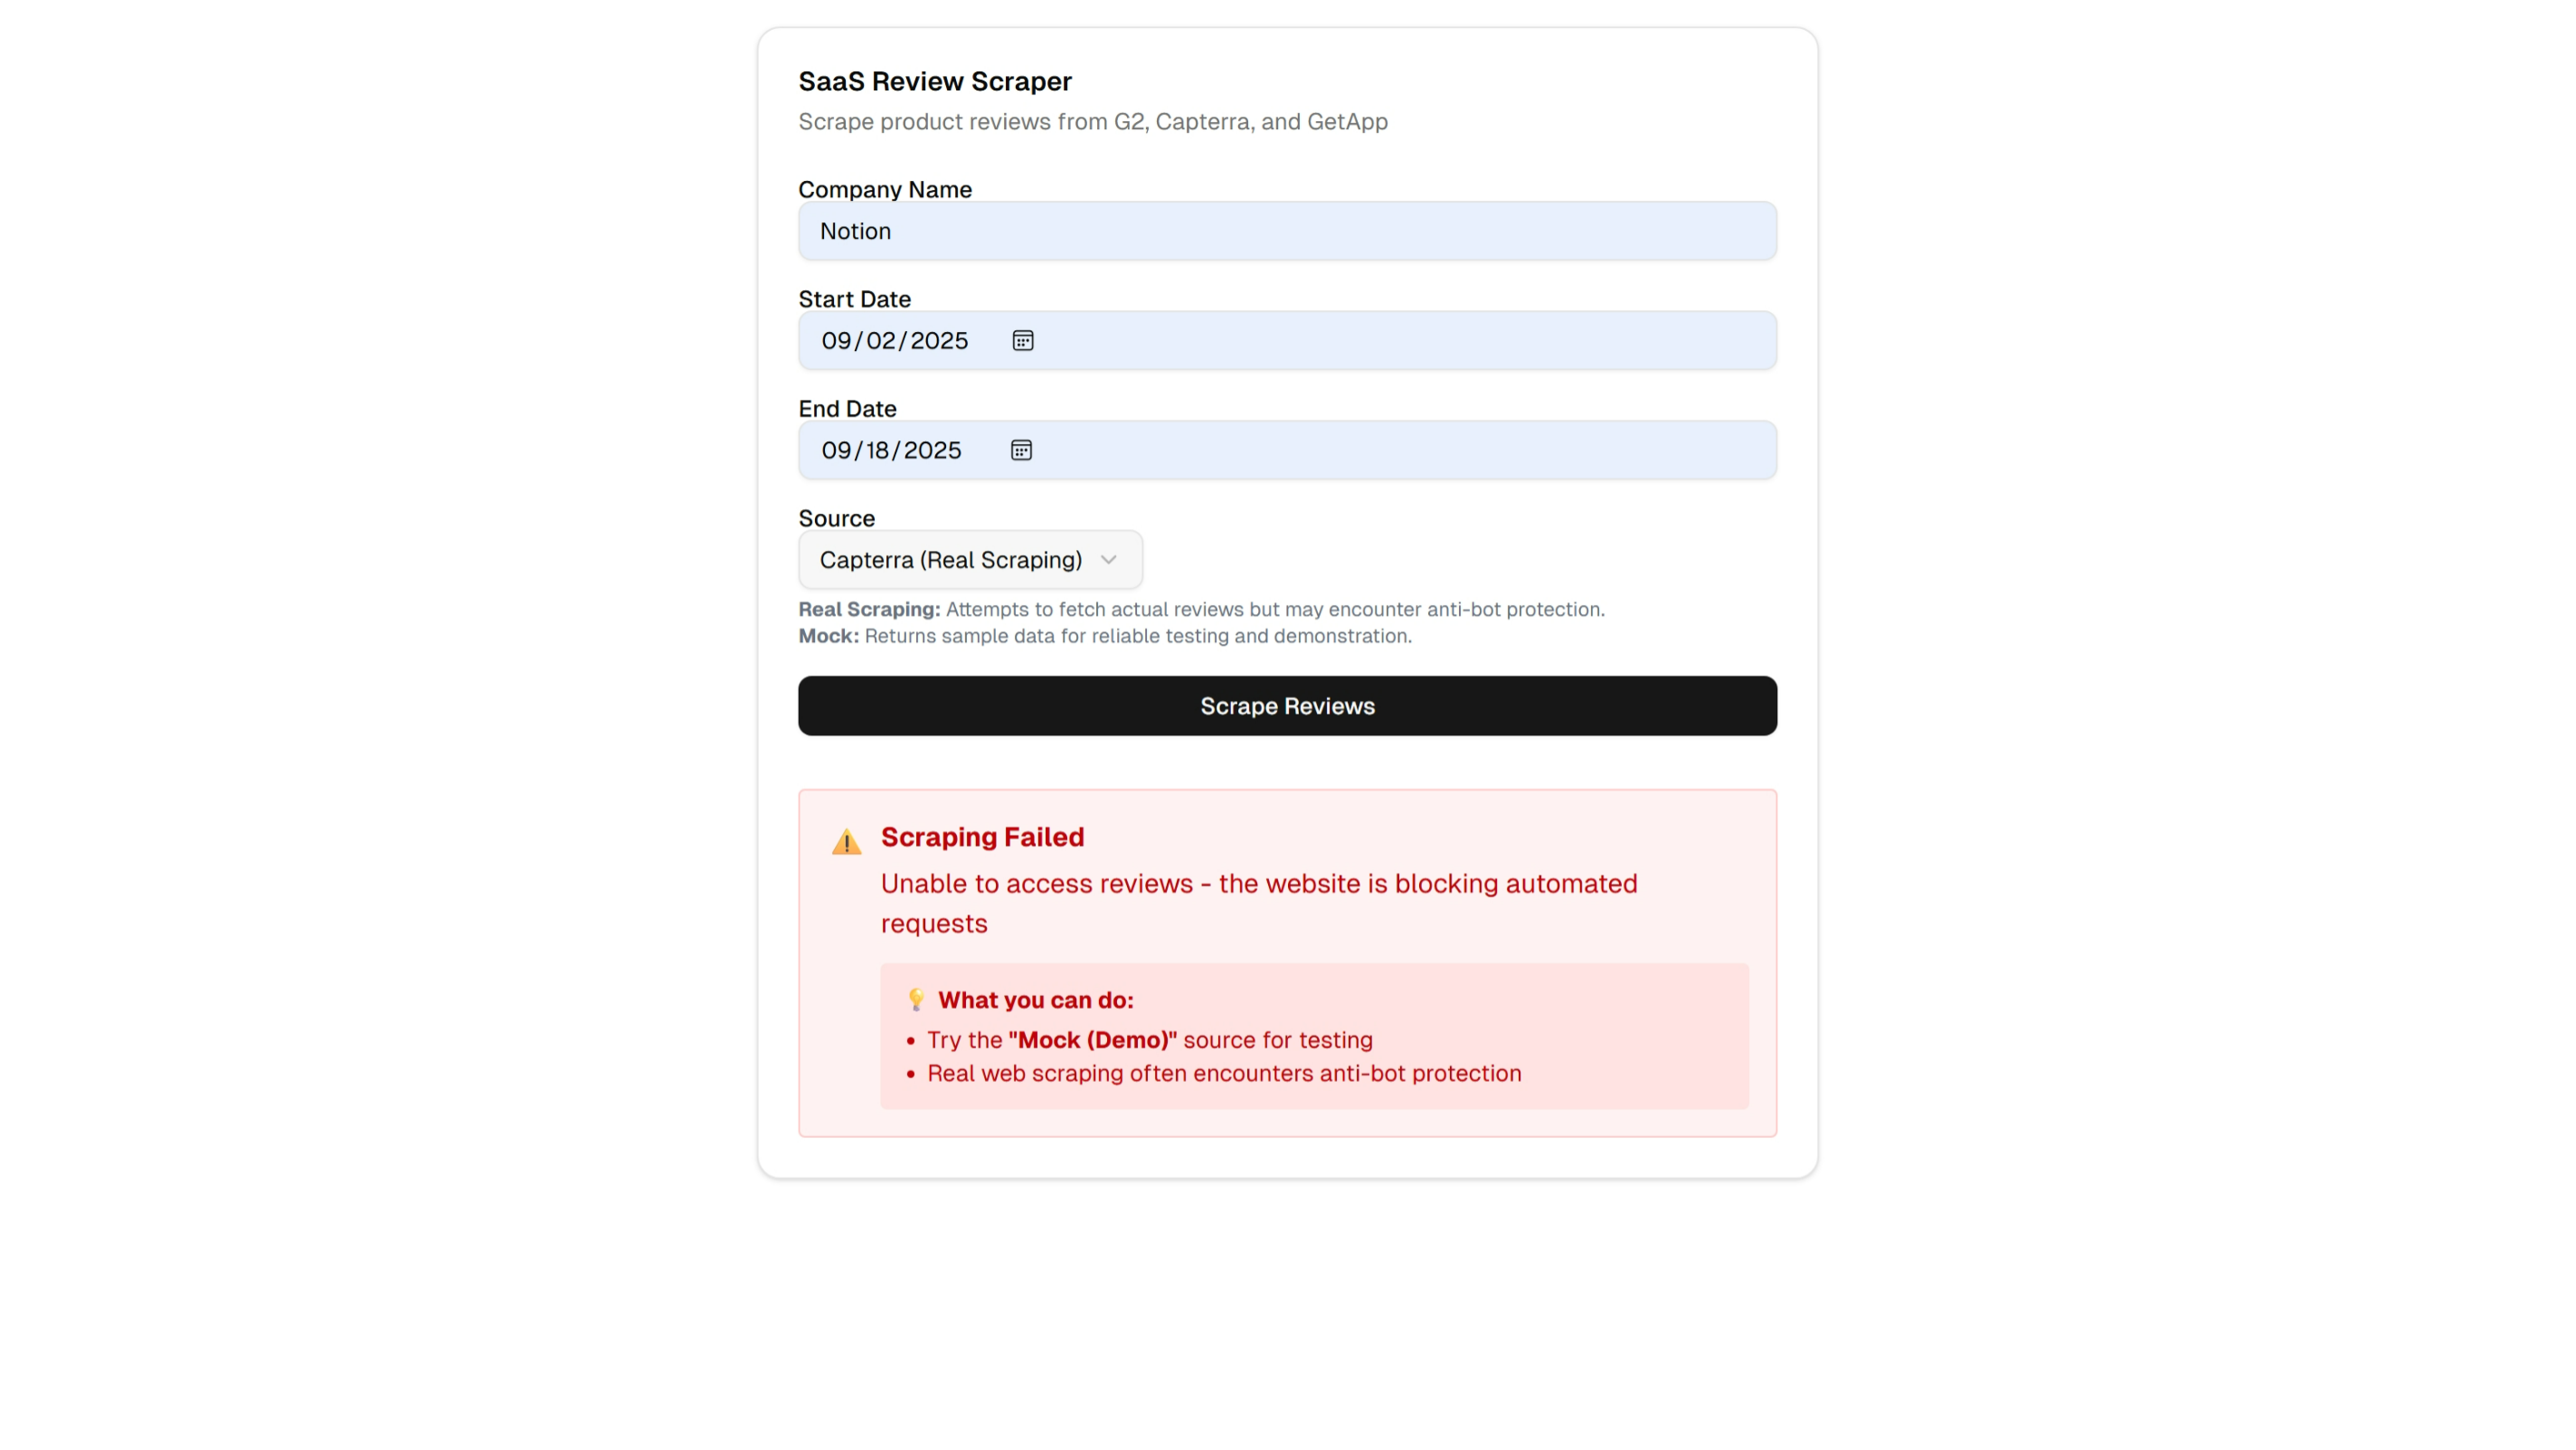 SaaS Review Scraper
Scrape product reviews from G2, Capterra, and GetApp
Company Name
Notion
Start Date
09/02/2025
End Date
09/18/2025
Source
Capterra (Real Scraping)
Real Scraping: Attempts to fetch actual reviews but may encounter anti-bot protection.
Mock: Returns sample data for reliable testing and demonstration.
Scrape Reviews
Scraping Failed
Unable to access reviews - the website is blocking automated
requests
What you can do:
• Try the "Mock (Demo)" source for testing
• Real web scraping often encounters anti-bot protection